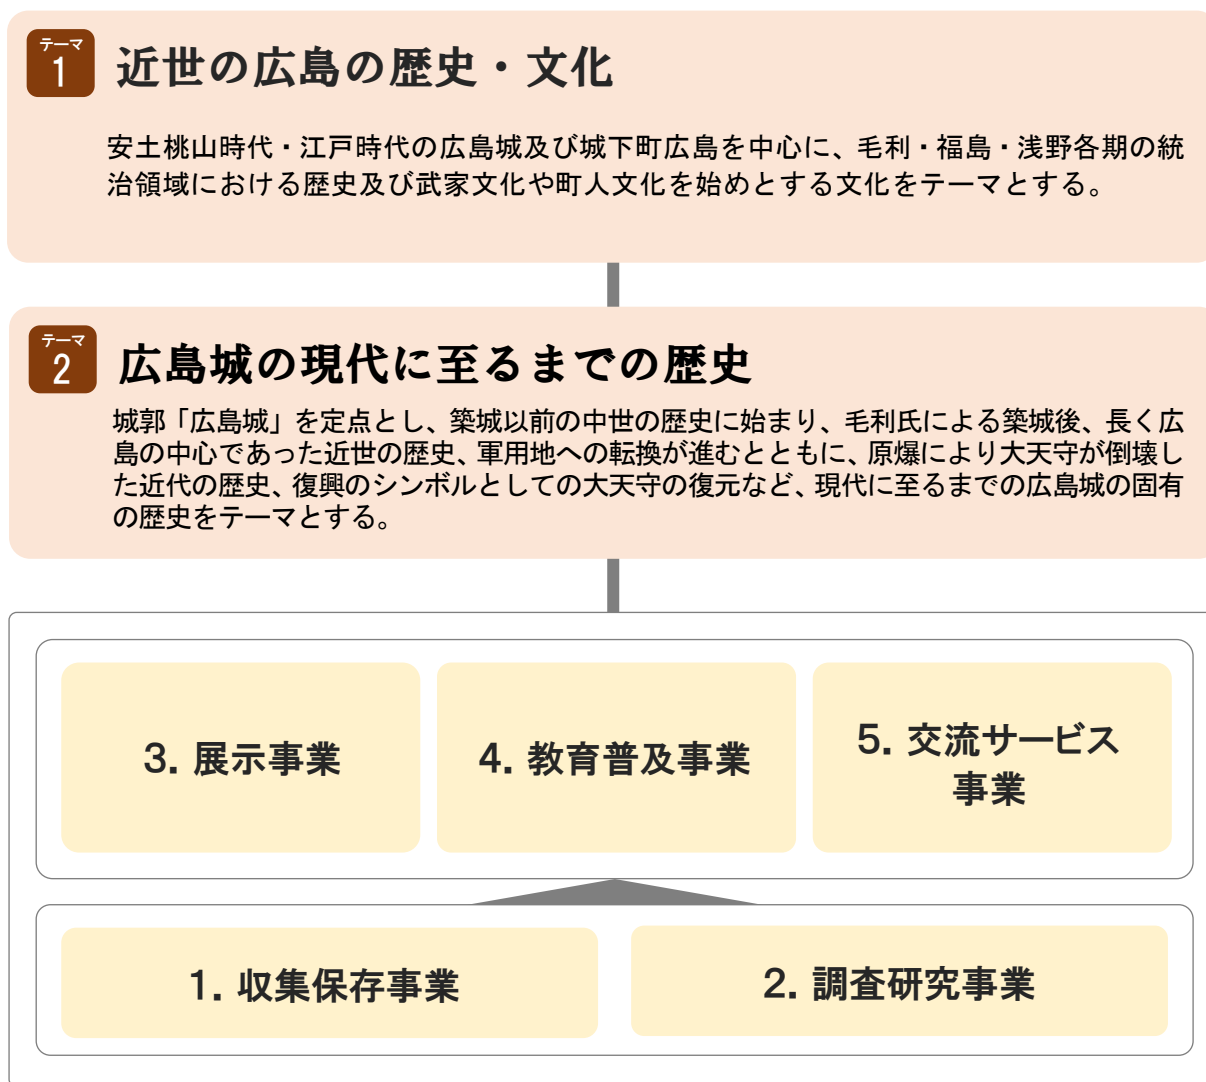 テーマ
1
近世の広島の歴史・文化
安土桃山時代・江戸時代の広島城及び城下町広島を中心に、毛利・福島・浅野各期の統
治領域における歴史及び武家文化や町人文化を始めとする文化をテーマとする。
テーマ
2
広島城の現代に至るまでの歴史
城郭「広島城」を定点とし、築城以前の中世の歴史に始まり、毛利氏による築城後、長く広
島の中心であった近世の歴史、軍用地への転換が進むとともに、原爆により大天守が倒壊し
た近代の歴史、復興のシンボルとしての大天守の復元など、現代に至るまでの広島城の固有
の歴史をテーマとする。
3. 展示事業
4. 教育普及事業
5. 交流サービス
事業
1. 収集保存事業
2. 調査研究事業